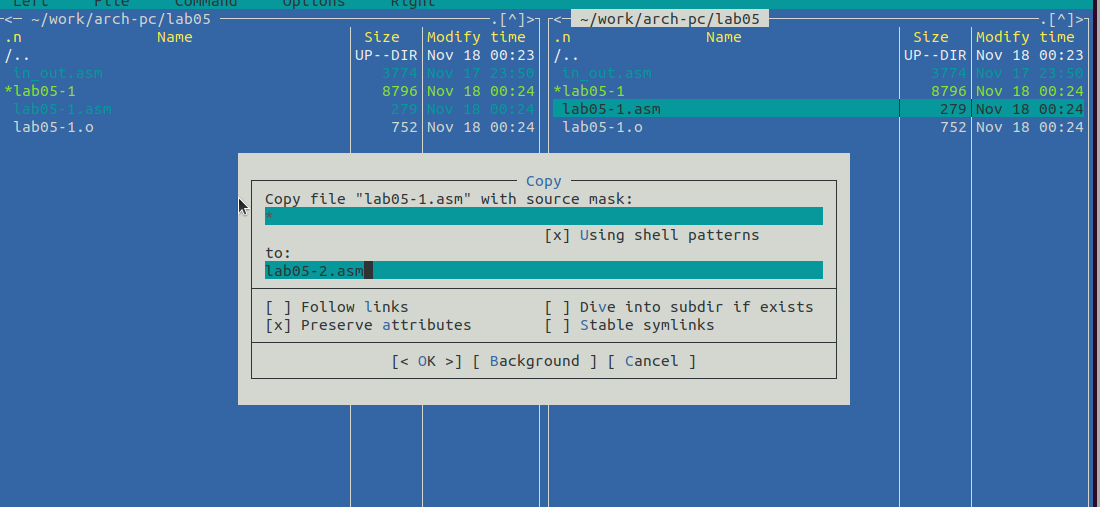 Left File Command Options Right
<─ ~/work/arch-pc/lab05 .[^]> <─ ~/work/arch-pc/lab05 .[^]>
.n Name Size Modify time .n Name Size Modify time
/.. UP--DIR Nov 18 00:23 /.. UP--DIR Nov 18 00:23
in_out.asm 3774 Nov 17 23:50 in_out.asm 3774 Nov 17 23:50
*lab05-1 8796 Nov 18 00:24 *lab05-1 8796 Nov 18 00:24
lab05-1.asm 279 Nov 18 00:24 lab05-1.asm 279 Nov 18 00:24
lab05-1.o 752 Nov 18 00:24 lab05-1.o 752 Nov 18 00:24
Copy
Copy file "lab05-1.asm" with source mask:
*
[x] Using shell patterns
to:
lab05-2.asm
[ ] Follow links [ ] Dive into subdir if exists
[x] Preserve attributes [ ] Stable symlinks
[< OK >] [ Background ] [ Cancel ]